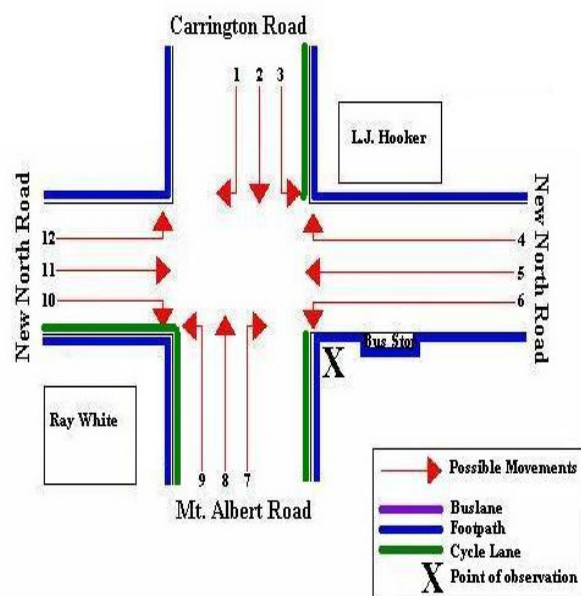 Carrington Road
1 2 3
L.J. Hooker
New North Road
New North Road
12
4
11
5
10
6
Bus Stop
X
Ray White
9 8 7
Mt. Albert Road
Possible Movements
Buslane
Footpath
Cycle Lane
X Point of observation